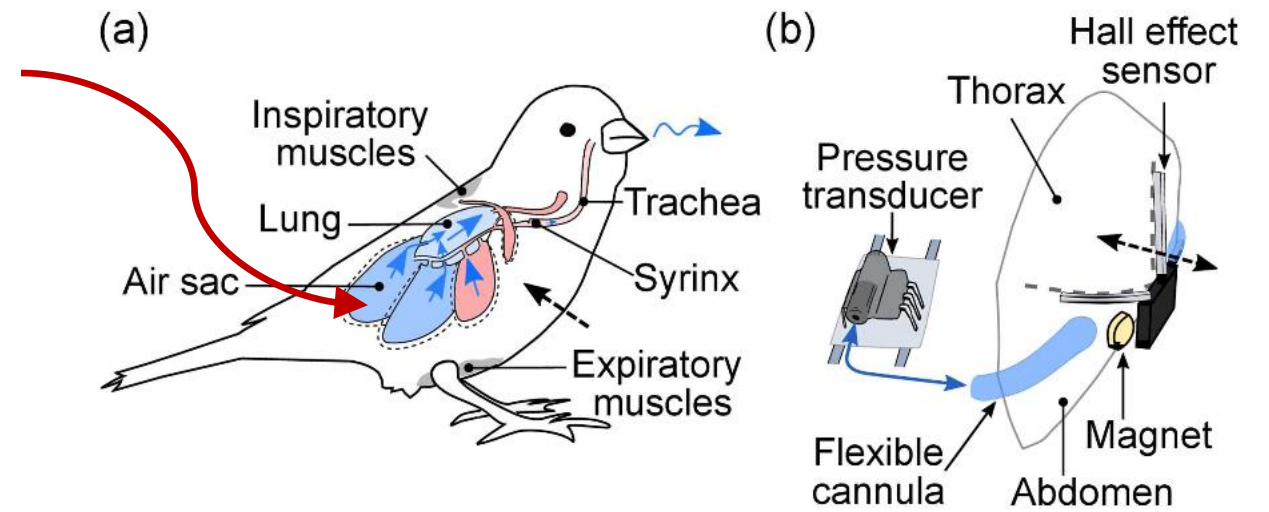 (a)
Inspiratory
muscles
Lung
Air sac
Trachea
Syrinx
Expiratory
muscles
(b)
Hall effect
sensor
Thorax
Pressure
transducer
Flexible
cannula
Magnet
Abdomen